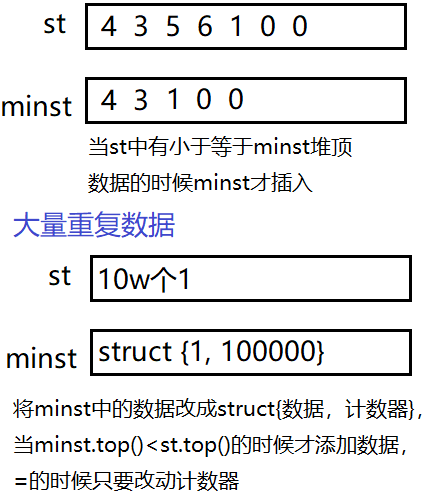 st 4 3 5 6 1 0 0
minst 4 3 1 0 0
当st中有小于等于minst堆顶
数据的时候minst才插入
大量重复数据
st 10w个1
minst struct {1, 100000}
将minst中的数据改成struct{数据，计数器}，
当minst.top()<st.top()的时候才添加数据，
=的时候只要改动计数器